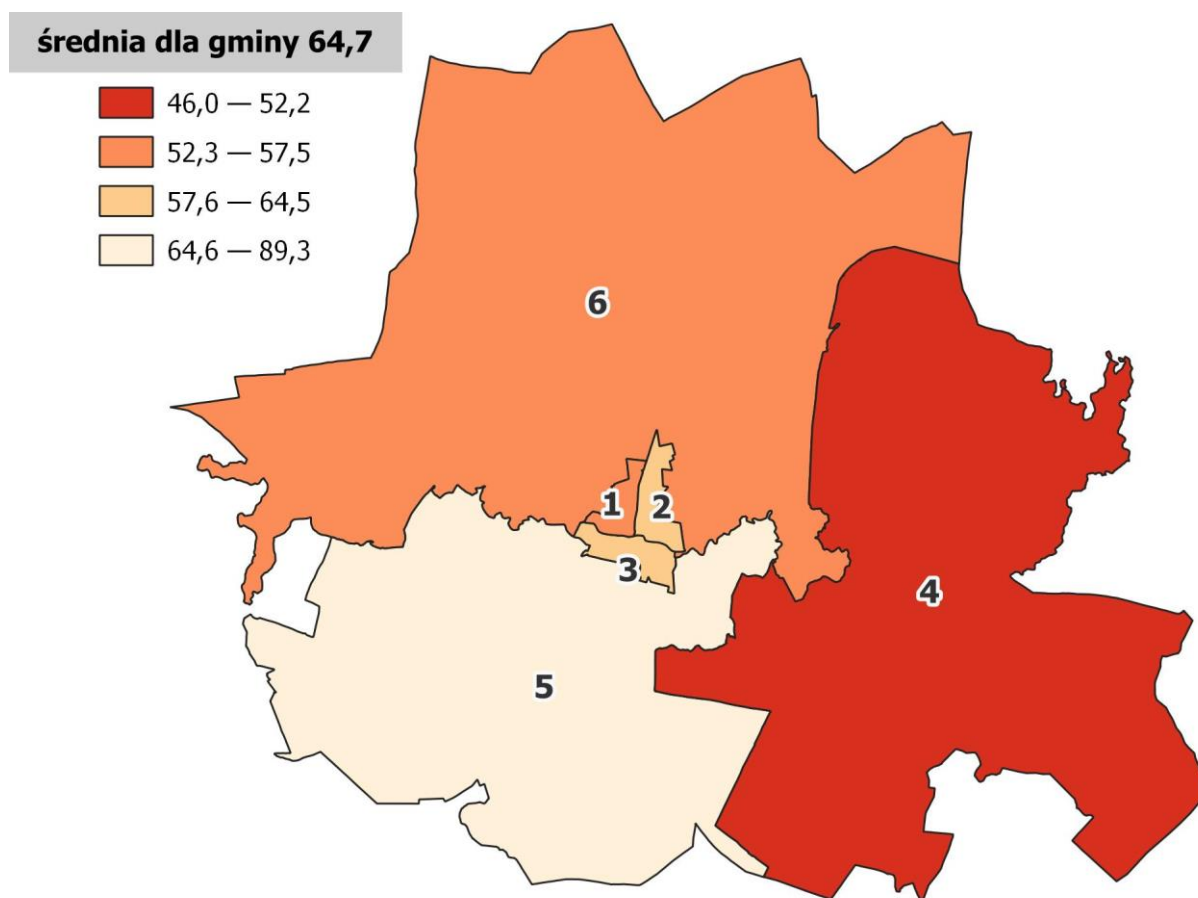 średnia dla gminy 64,7
46,0 — 52,2
52,3 — 57,5
57,6 — 64,5
64,6 — 89,3
6
1
2
3
4
5